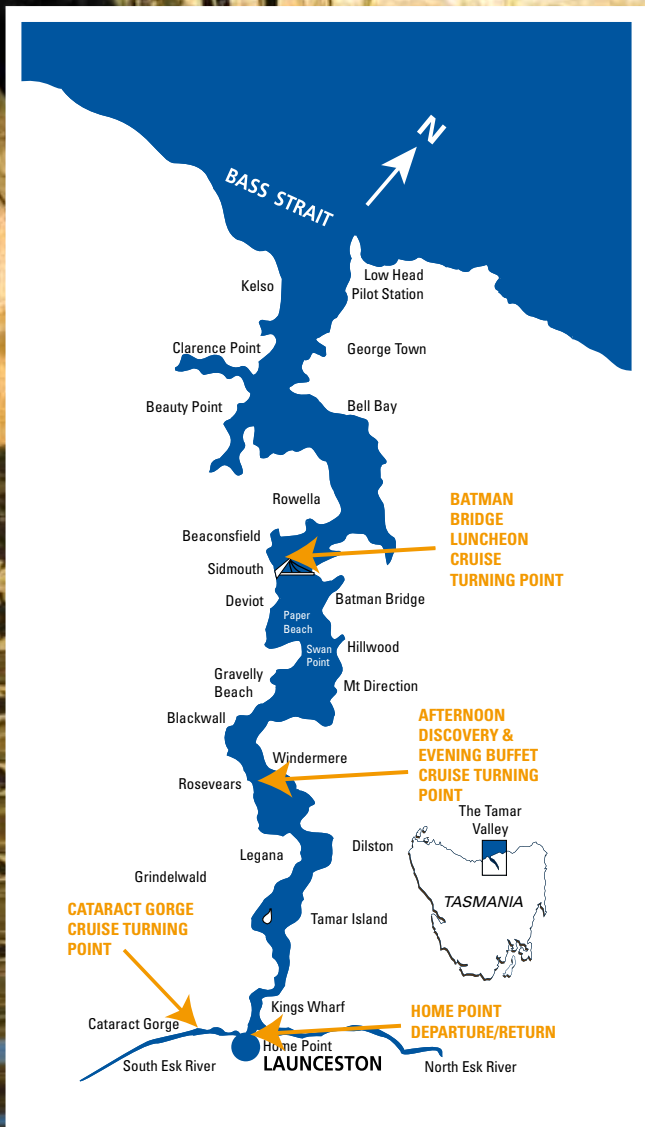 N
BASS STRAIT
Low Head
Pilot Station
Kelso
Clarence Point
George Town
Beauty Point
Bell Bay
Rowella
BATMAN
BRIDGE
LUNCHEON
CRUISE
TURNING POINT
Beaconsfield
Sidmouth
Deviot
Batman Bridge
Paper
Beach
Swan
Point
Hillwood
Gravelly
Beach
Mt Direction
Blackwall
AFTERNOON
DISCOVERY &
EVENING BUFFET
CRUISE TURNING
POINT
Windermere
Rosevears
The Tamar
Valley
TASMANIA
Legana
Dilston
Grindelwald
CATARACT GORGE
CRUISE TURNING
POINT
Tamar Island
Kings Wharf
HOME POINT
DEPARTURE/RETURN
Cataract Gorge
Home Point
LAUNCESTON
South Esk River
North Esk River